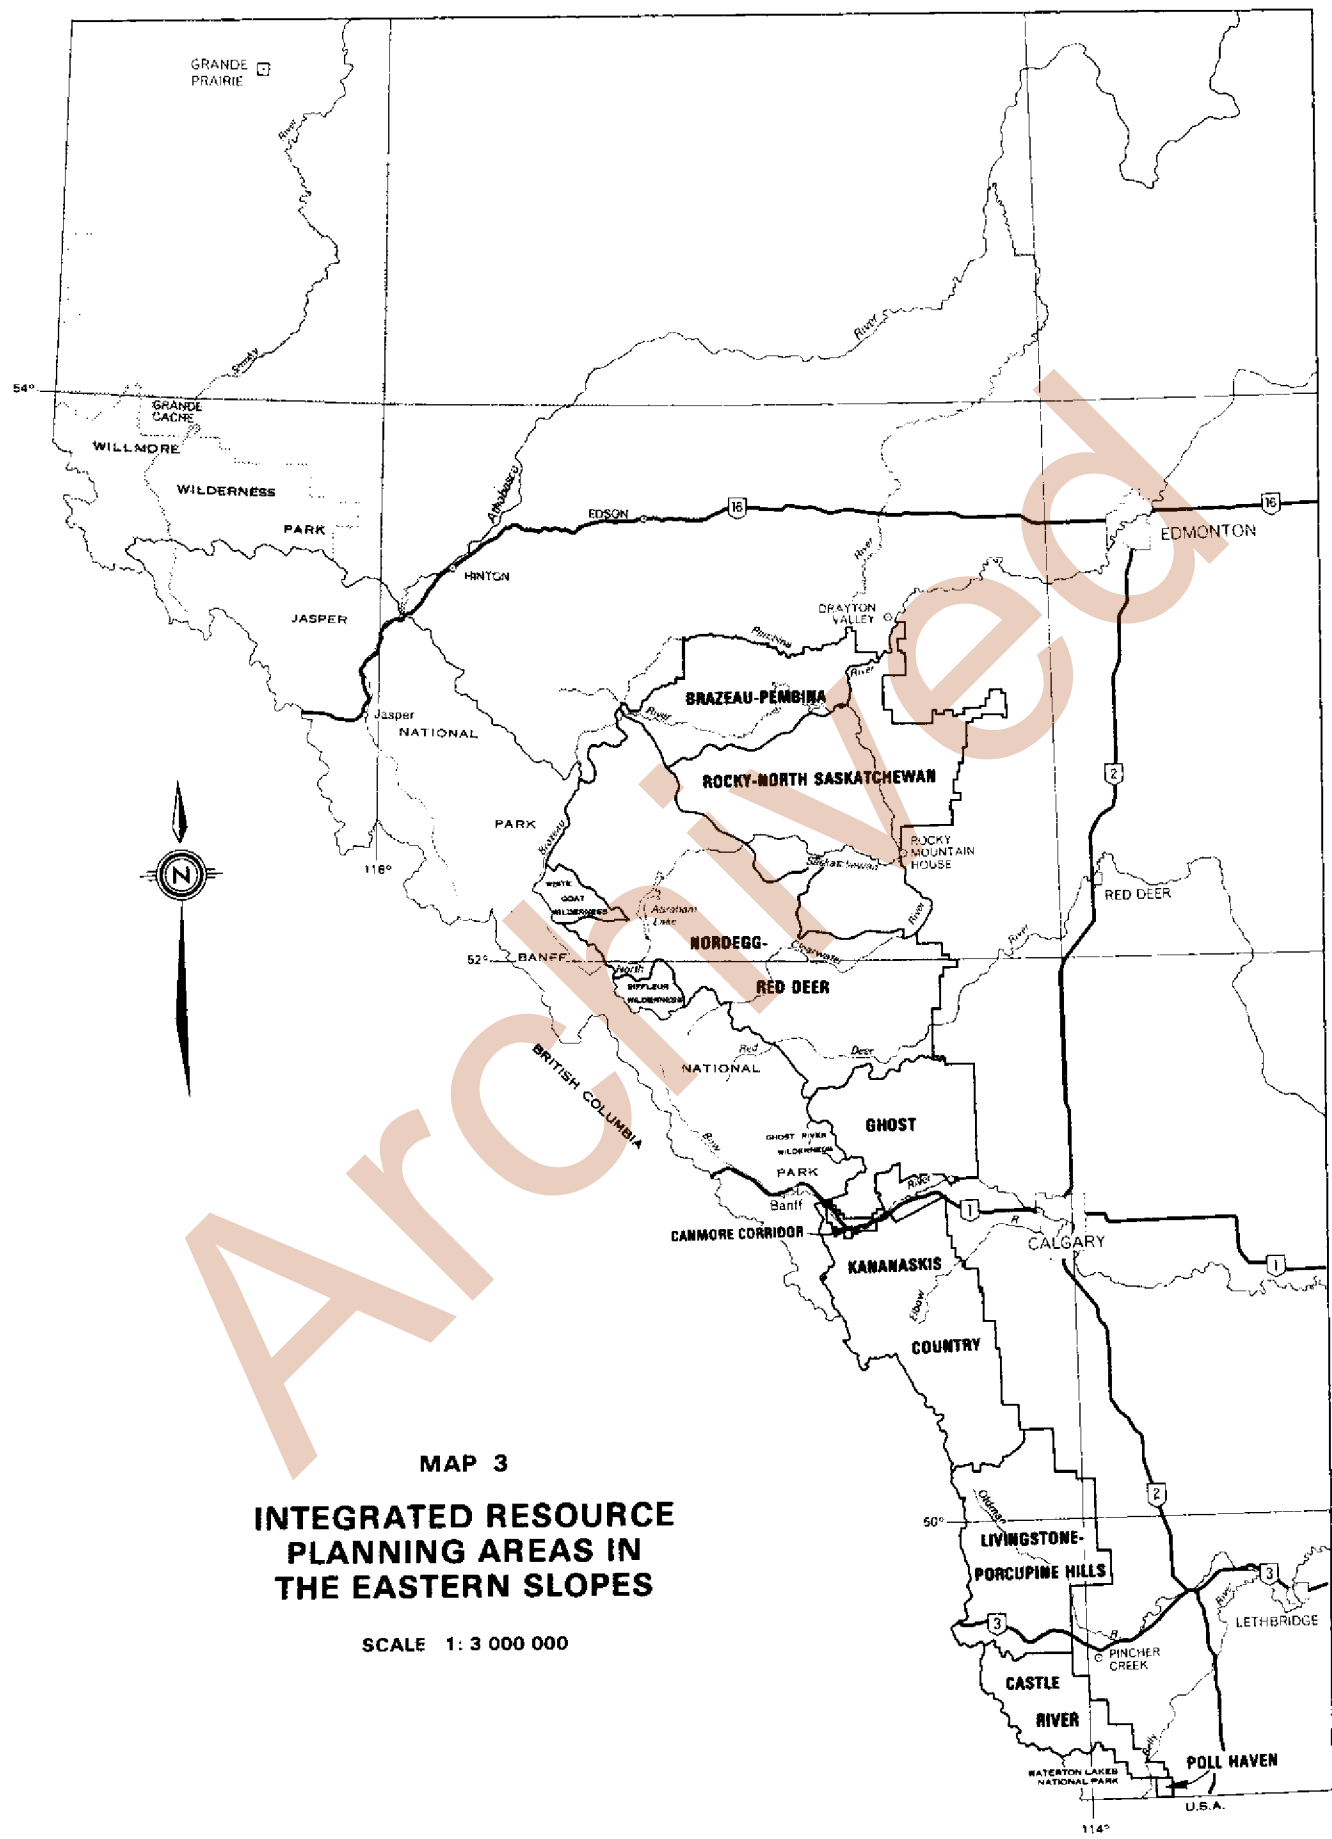 GRANDE
PRAIRIE
River
Smoky
54°
GRANDE
CACHE
WILLMORE
WILDERNESS
PARK
River
Athabasca
EDSON
16
16
EDMONTON
HINTON
River
JASPER
DRAYTON
VALLEY
Pembina
River
BRAZEAU-PEMBINA
Jasper
NATIONAL
River
2
ROCKY-NORTH SASKATCHEWAN
N
PARK
Brazeau
118°
ROCKY
MOUNTAIN
HOUSE
Saskatchewan
RED DEER
WHITE
GOAT
WILDERNESS
Abraham
Lake
River
River
NORDEGG-
Clearwater
52°
BANFF
North
RED DEER
SIFFLEUR
WILDERNESS
Red
Deer
BRITISH COLUMBIA
NATIONAL
GHOST
Bow
GHOST RIVER
WILDERNESS
PARK
River
Banff
1
R
CANMORE CORRIDOR
CALGARY
KANANASKIS
1
Elbow
COUNTRY
MAP 3
INTEGRATED RESOURCE
PLANNING AREAS IN
THE EASTERN SLOPES
SCALE 1: 3 000 000
2
Oldman
50°
LIVINGSTONE-
PORCUPINE HILLS
3
River
LETHBRIDGE
3
R
PINCHER
CREEK
CASTLE
RIVER
Belly
POLL HAVEN
WATERTON LAKES
NATIONAL PARK
U.S.A.
114°
Archived